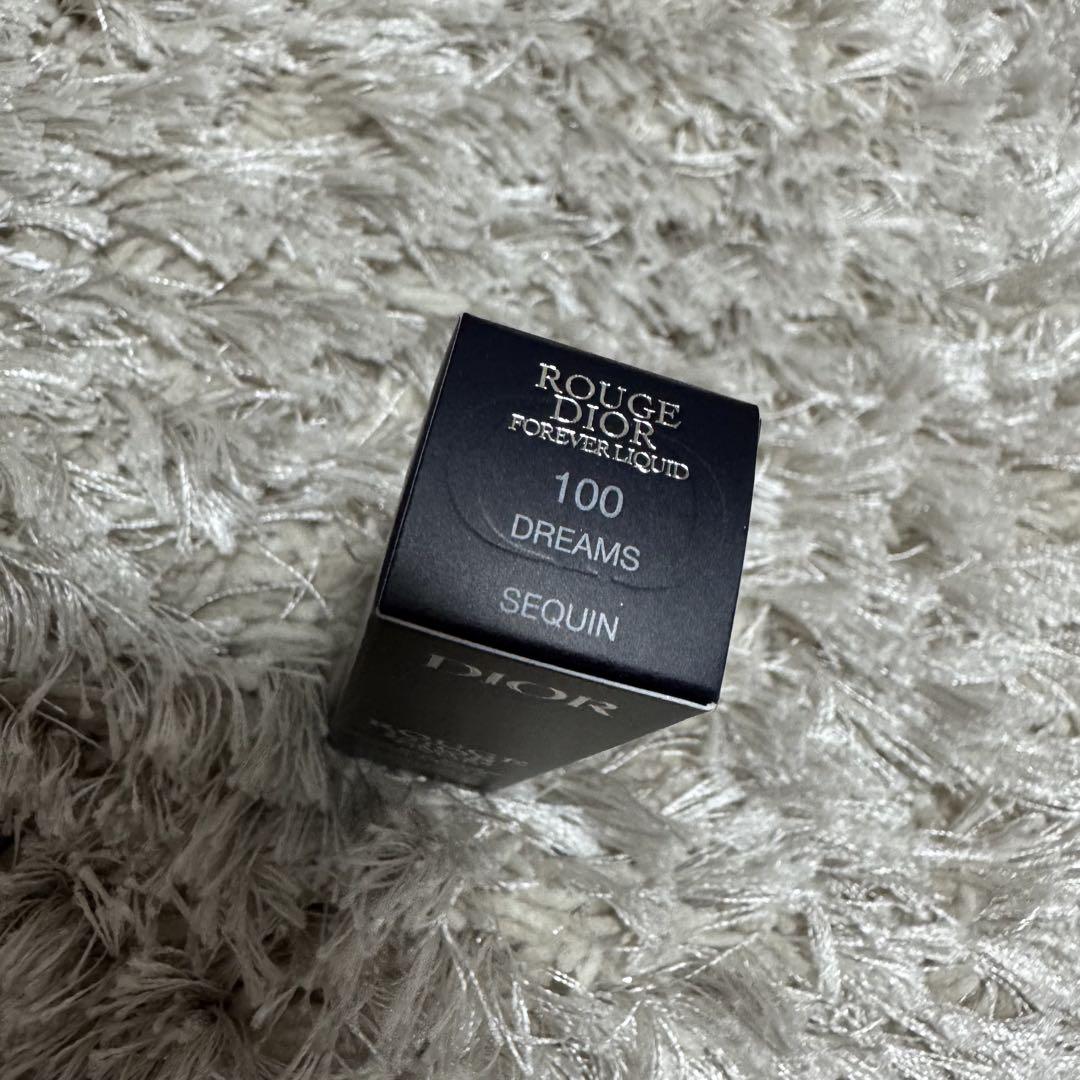 ROUGE
DIOR
FOREVER LIQUID
100
DREAMS
SEQUIN
DIOR